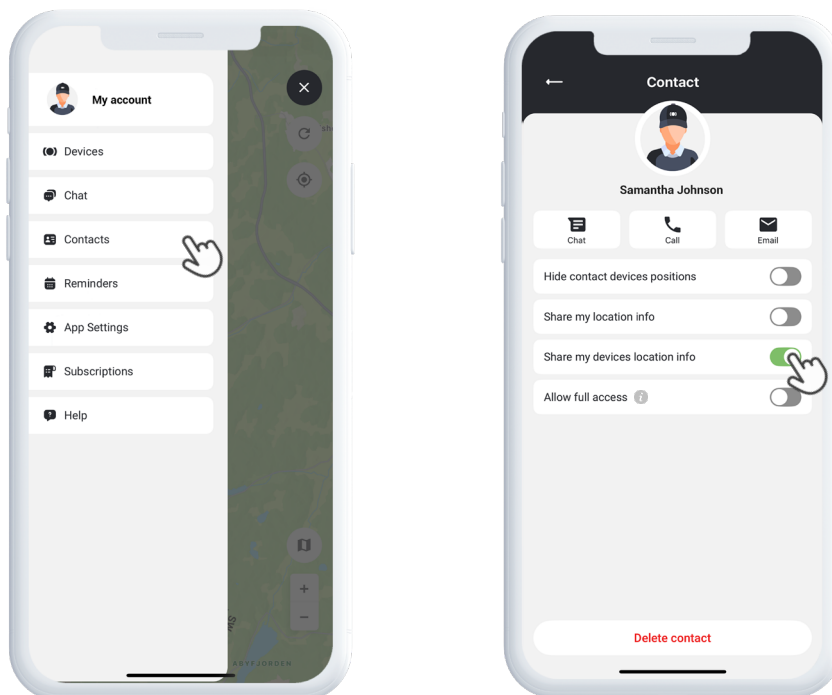 My account
Devices
Chat
Contacts
Reminders
App Settings
Subscriptions
Help
ABYFJORDEN
Contact
Samantha Johnson
Chat Call Email
Hide contact devices positions
Share my location info
Share my devices location info
Allow full access
Delete contact